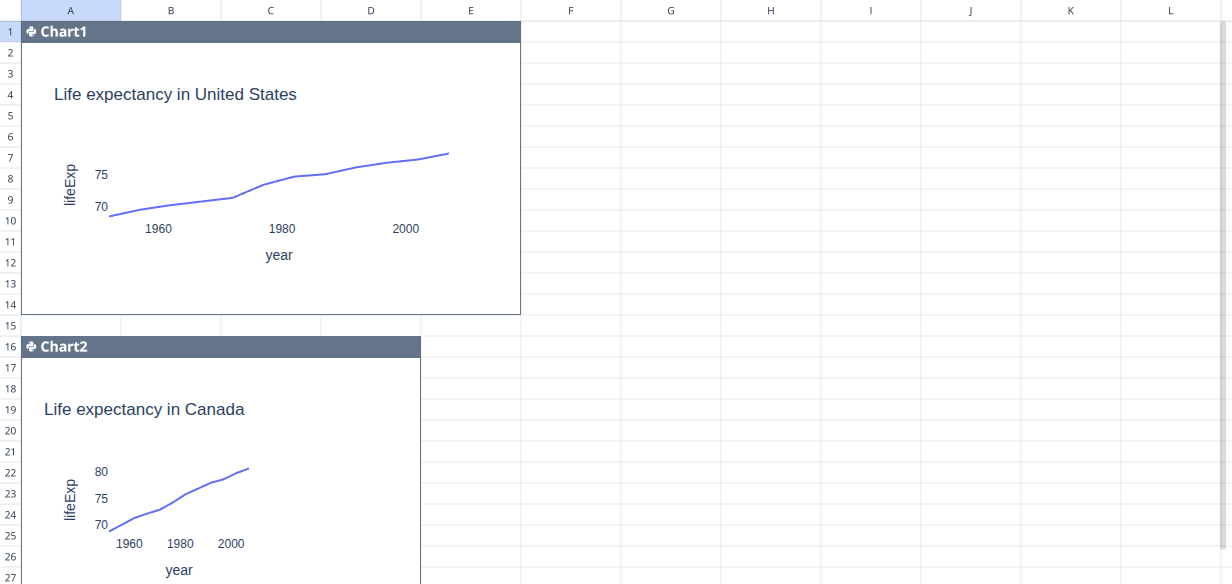 A B C D E F G H I J K L
1 Chart1
2
3
4 Life expectancy in United States
5
6
7
8 75
9 lifeExp
70
10
1960 1980 2000
11
12 year
13
14
15
16 Chart2
17
18
19 Life expectancy in Canada
20
21
22 80
23 75
lifeExp
24 70
25
1960 1980 2000
26
27 year